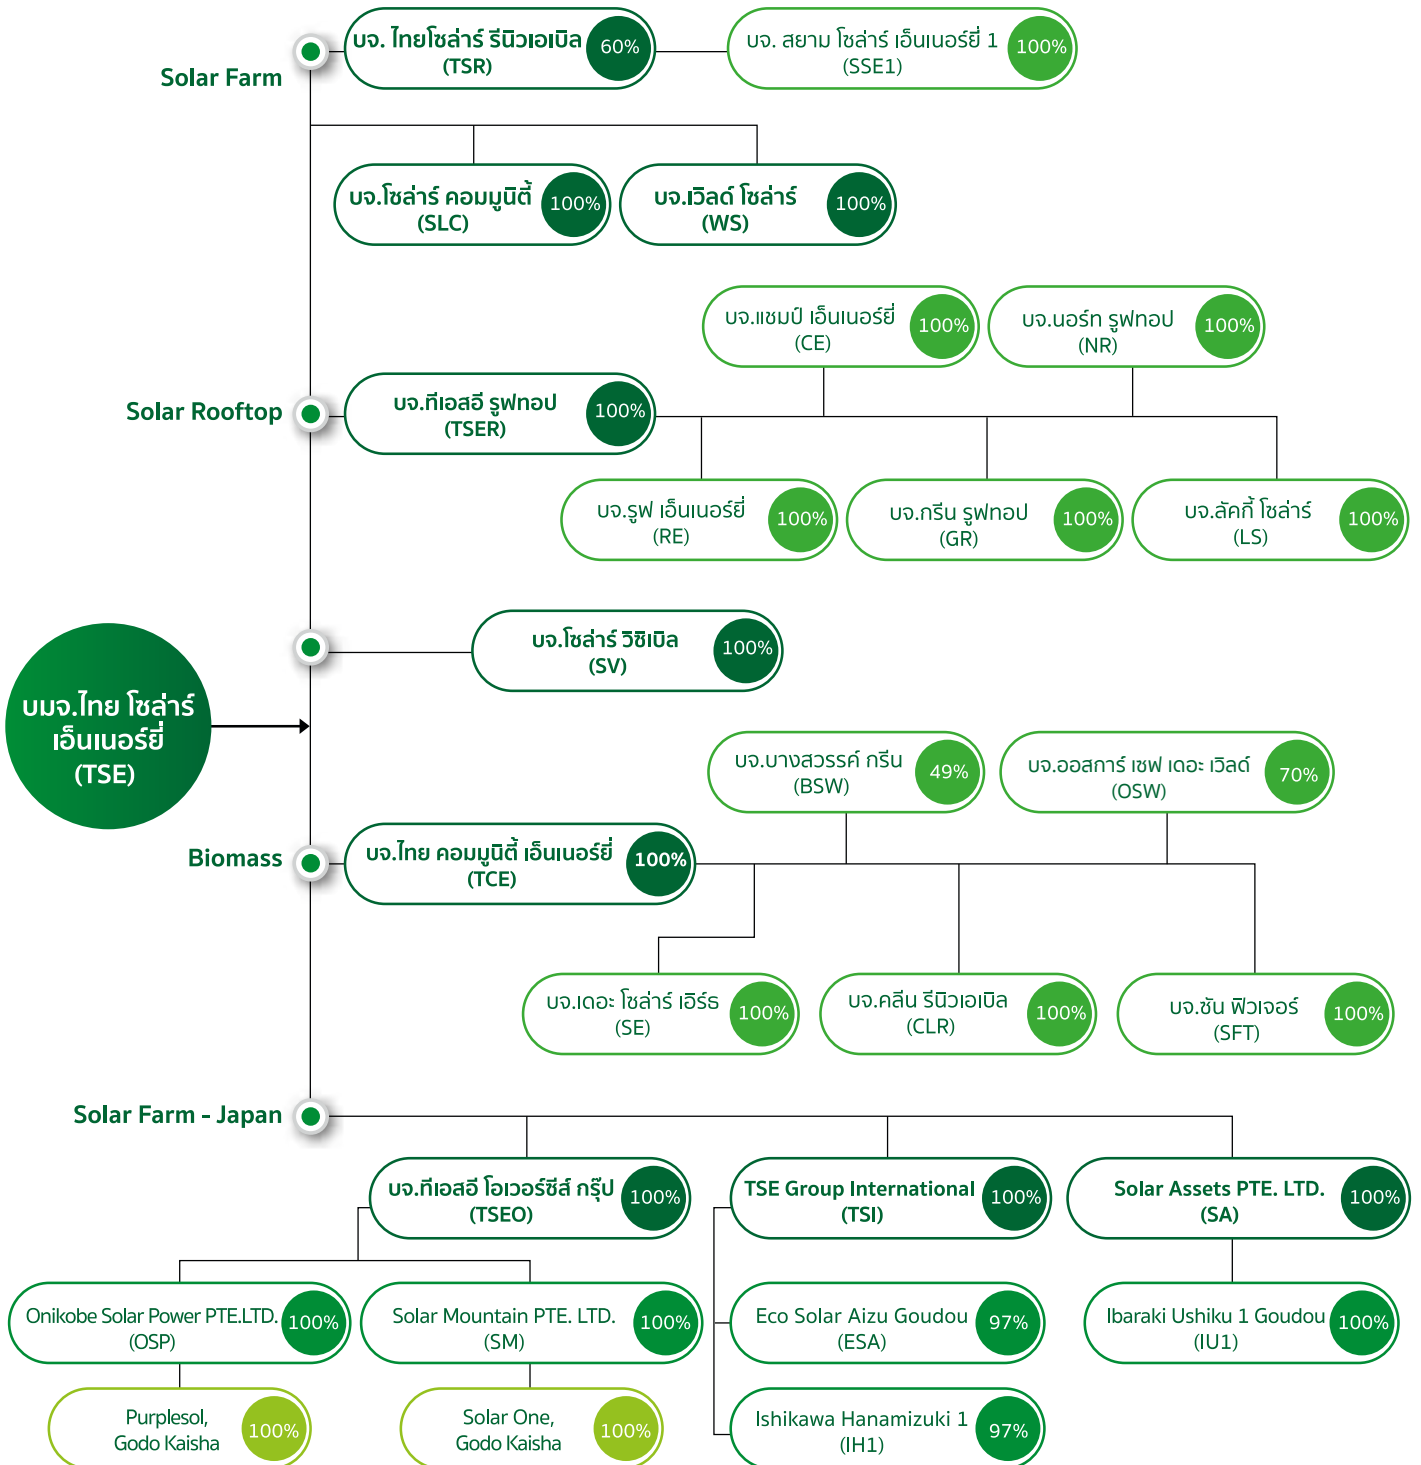 บจ. ไทยโซล่าร์ รีนิวเอเบิล
(TSR)
60%
บจ. สยาม โซล่าร์ เอ็นเนอร์ยี่ 1
(SSE1)
100%
Solar Farm
บจ.โซล่าร์ คอมมูนิตี้
(SLC)
100%
บจ.เวิลด์ โซล่าร์
(WS)
100%
บจ.แชมป์ เอ็นเนอร์ยี่
(CE)
100%
บจ.นอร์ท รูฟทอป
(NR)
100%
Solar Rooftop
บจ.ทีเอสอี รูฟทอป
(TSER)
100%
บจ.รูฟ เอ็นเนอร์ยี่
(RE)
100%
บจ.กรีน รูฟทอป
(GR)
100%
บจ.ลัคกี้ โซล่าร์
(LS)
100%
บจ.โซล่าร์ วิซิเบิล
(SV)
100%
บมจ.ไทย โซล่าร์
เอ็นเนอร์ยี่
(TSE)
บจ.บางสวรรค์ กรีน
(BSW)
49%
บจ.ออสการ์ เซฟ เดอะ เวิลด์
(OSW)
70%
Biomass
บจ.ไทย คอมมูนิตี้ เอ็นเนอร์ยี่
(TCE)
100%
บจ.เดอะ โซล่าร์ เอิร์ธ
(SE)
100%
บจ.คลีน รีนิวเอเบิล
(CLR)
100%
บจ.ซัน ฟิวเจอร์
(SFT)
100%
Solar Farm - Japan
บจ.ทีเอสอี โอเวอร์ซีส์ กรุ๊ป
(TSEO)
100%
TSE Group International
(TSI)
100%
Solar Assets PTE. LTD.
(SA)
100%
Onikobe Solar Power PTE.LTD.
(OSP)
100%
Solar Mountain PTE. LTD.
(SM)
100%
Eco Solar Aizu Goudou
(ESA)
97%
Ibaraki Ushiku 1 Goudou
(IU1)
100%
Purplesol,
Godo Kaisha
100%
Solar One,
Godo Kaisha
100%
Ishikawa Hanamizuki 1
(IH1)
97%